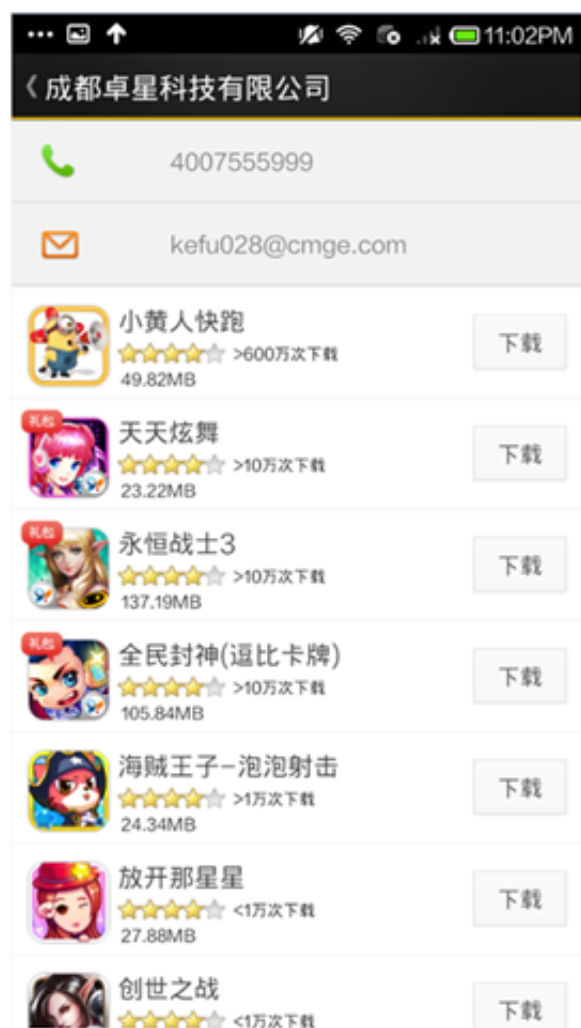 11:02PM
《成都卓星科技有限公司
4007555999
kefu028@cmge.com
小黄人快跑
>600万次下载
49.82MB
下载
礼包
天天炫舞
>10万次下载
23.22MB
下载
礼包
永恒战士3
>10万次下载
137.19MB
下载
礼包
全民封神(逗比卡牌)
>10万次下载
105.84MB
下载
海贼王子-泡泡射击
>1万次下载
24.34MB
下载
放开那星星
<1万次下载
27.88MB
下载
创世之战
<1万次下载
下载